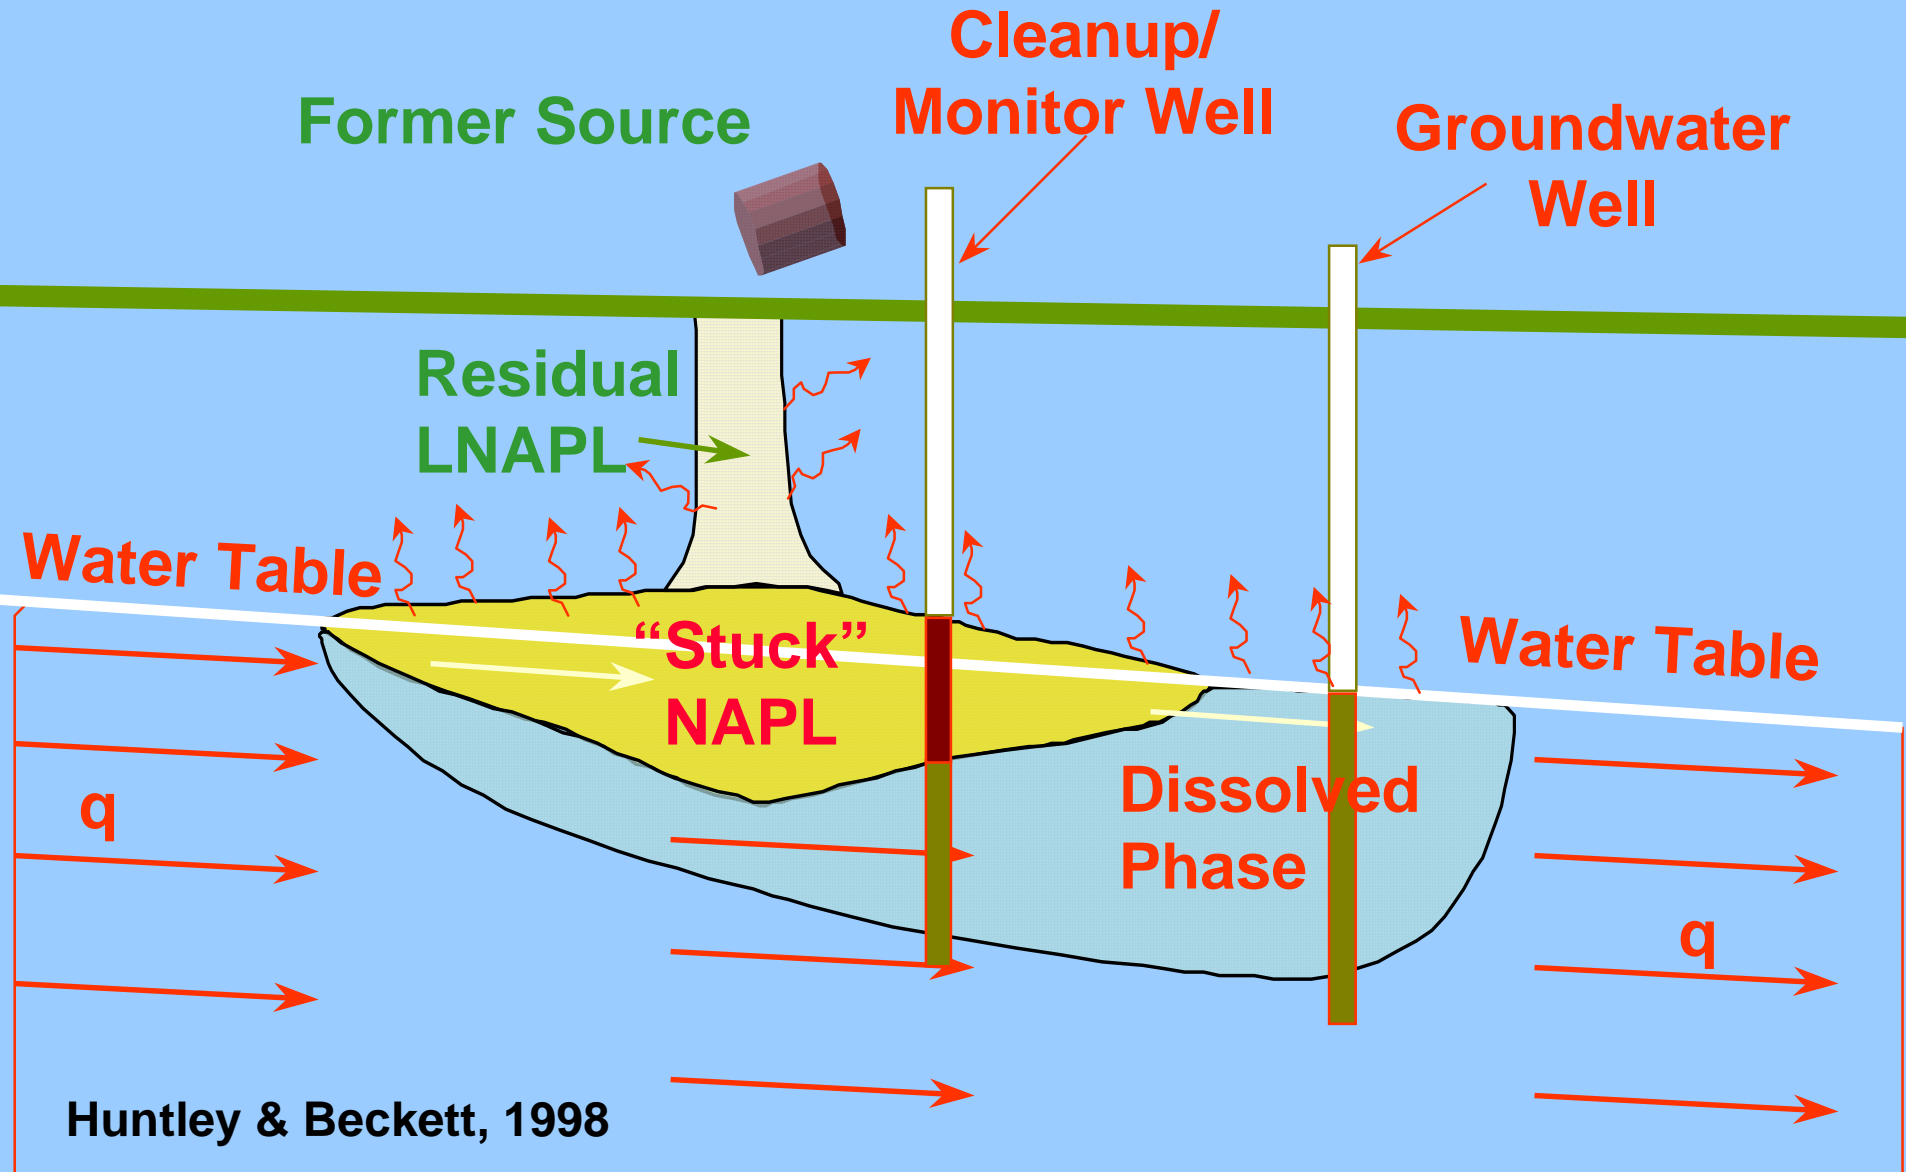 Cleanup/
Monitor Well
Former Source
Groundwater
Well
Residual
LNAPL
Water Table
“Stuck”
NAPL
Water Table
Dissolved
Phase
q
q
Huntley & Beckett, 1998